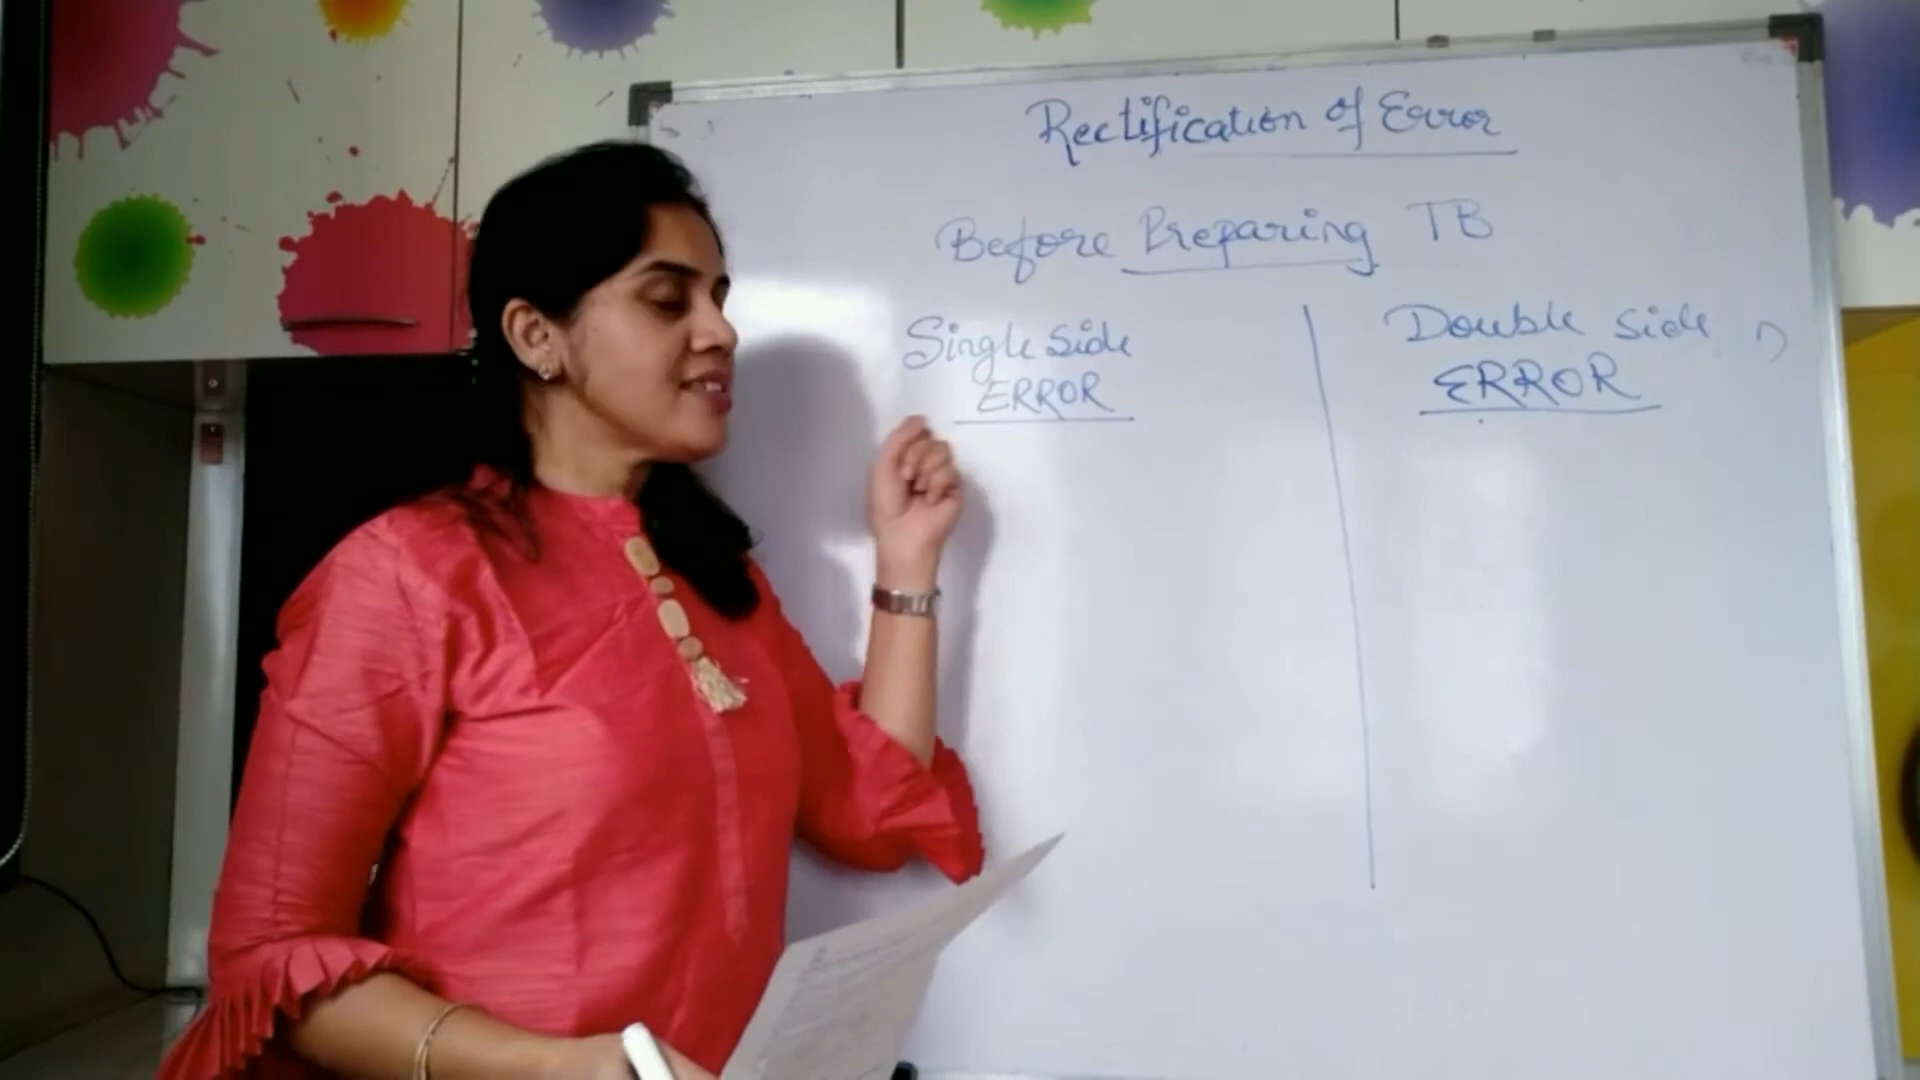 Rectification of Error
Before Preparing TB
Single Side
ERROR
Double side
ERROR